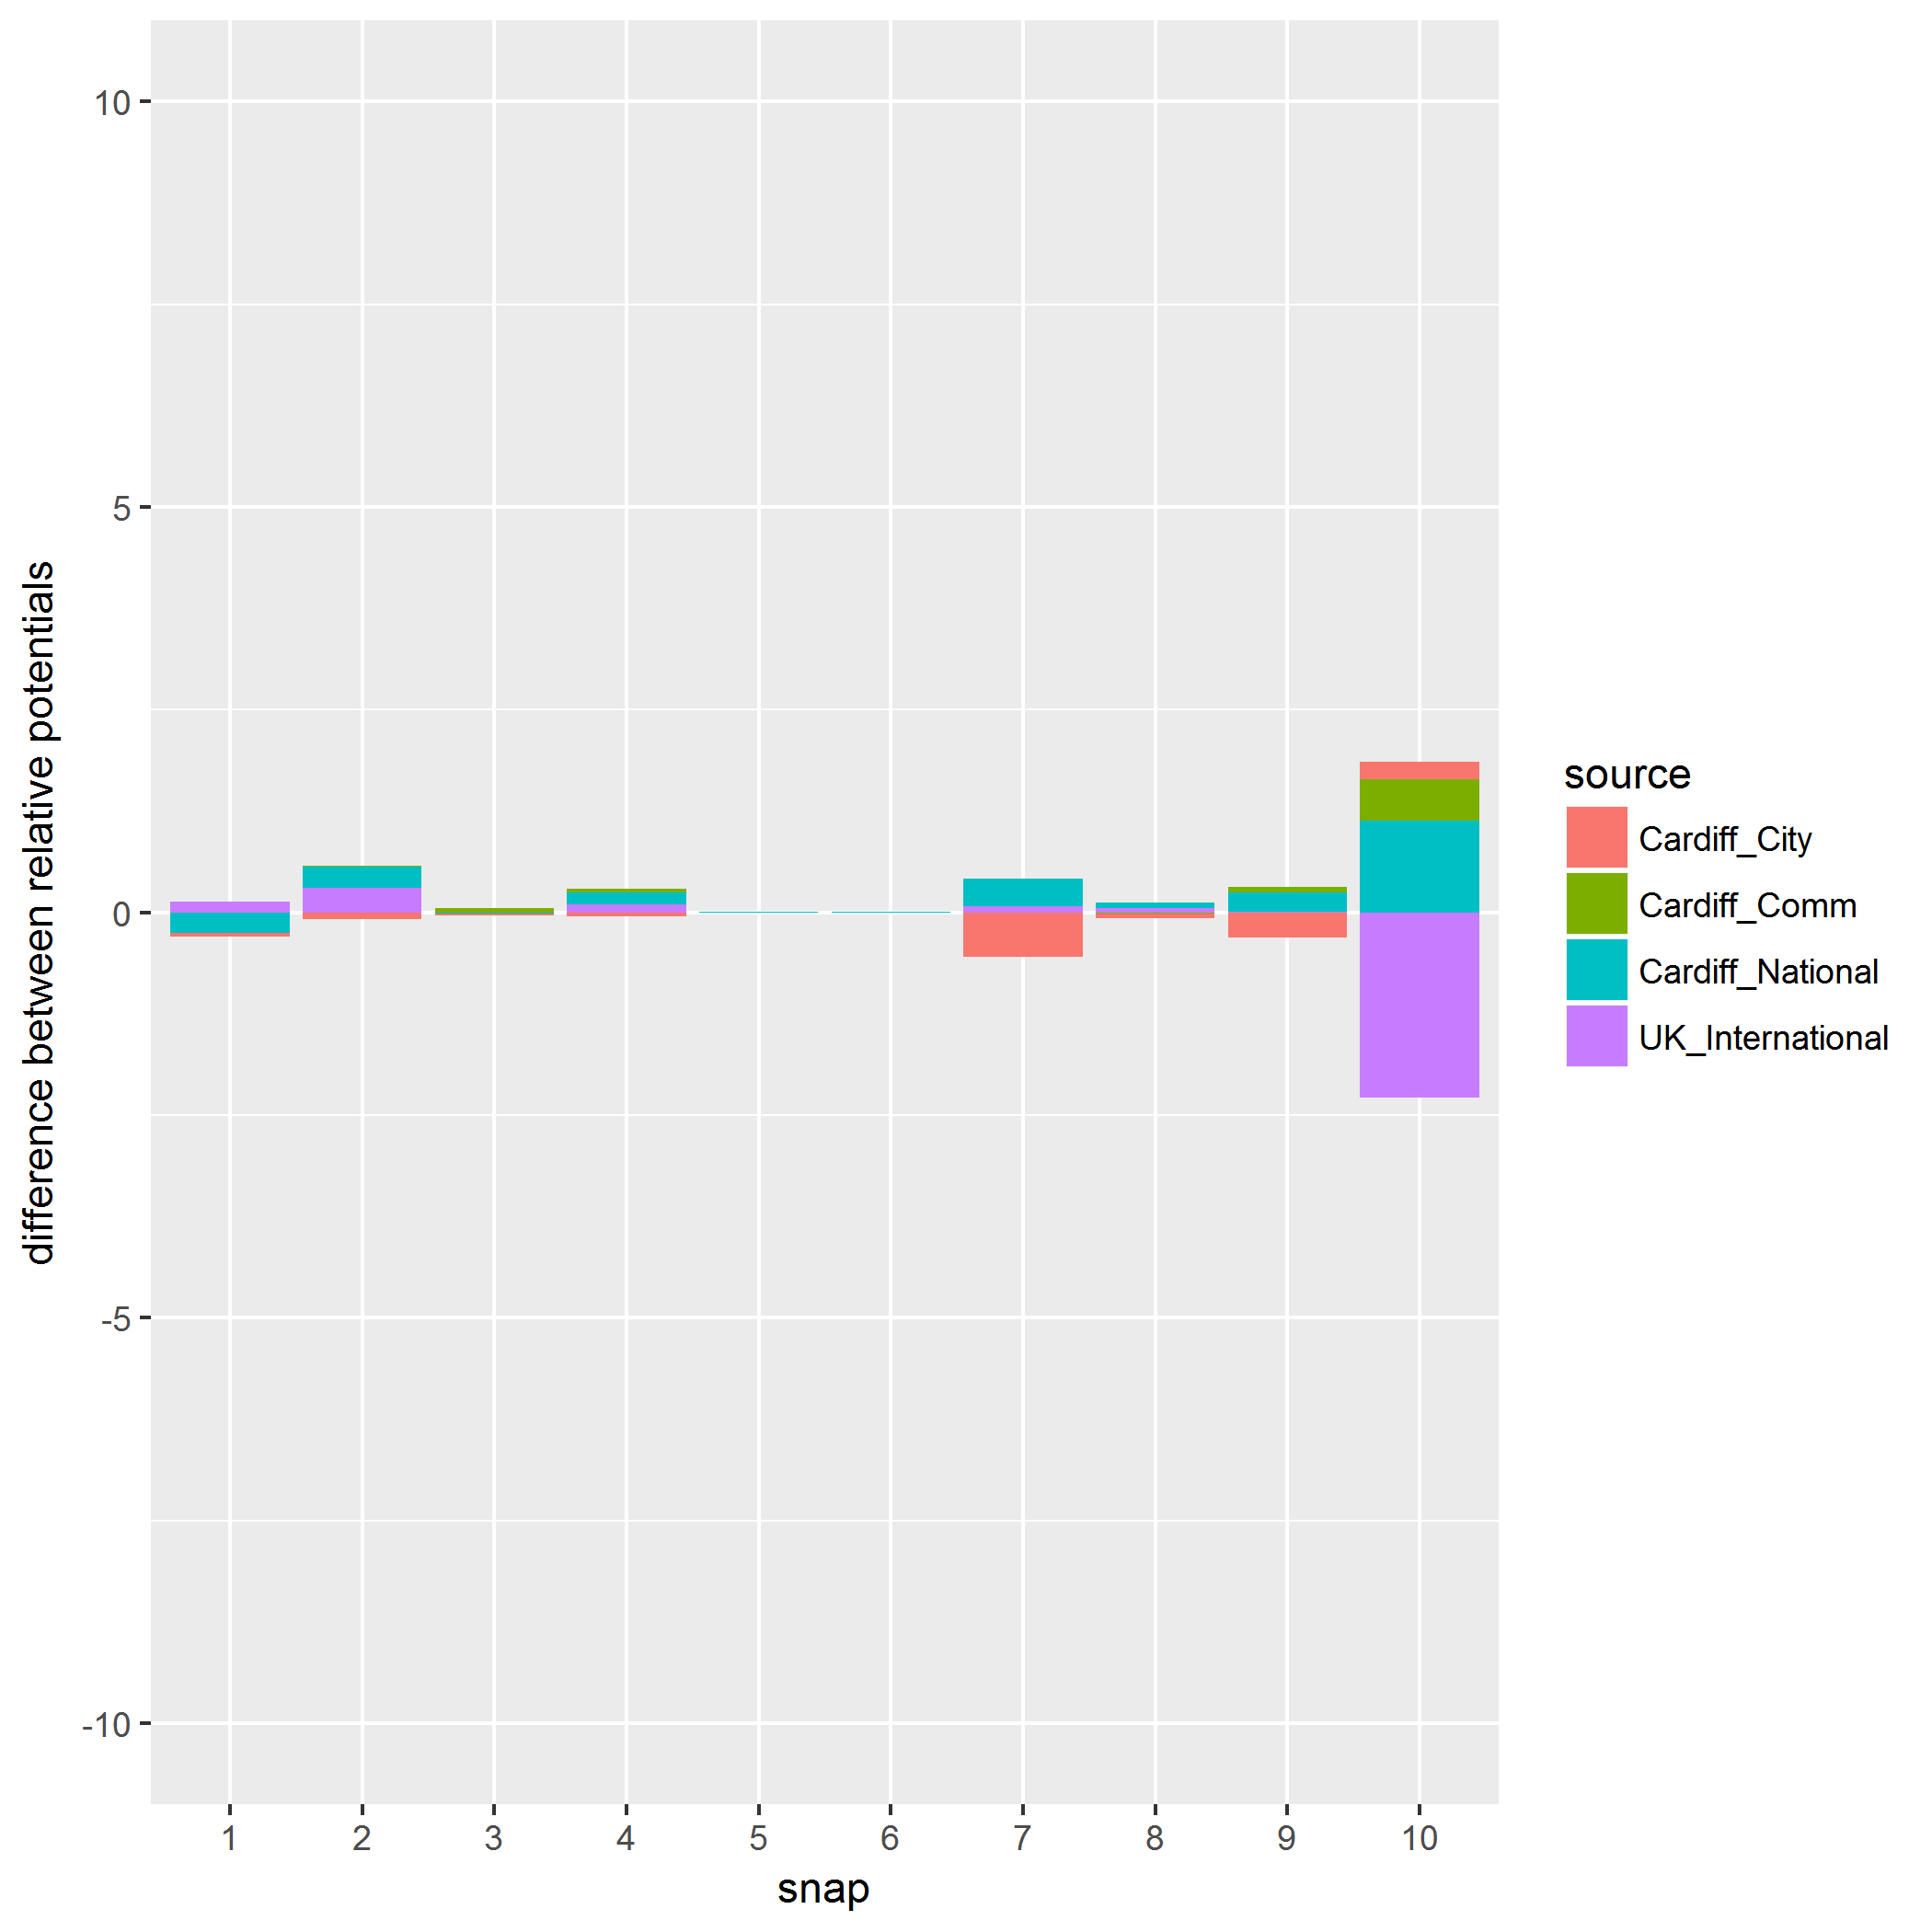 difference between relative potentials
10
5
0
-5
-10
1 2 3 4 5 6 7 8 9 10
snap
source
Cardiff_City
Cardiff_Comm
Cardiff_National
UK_International